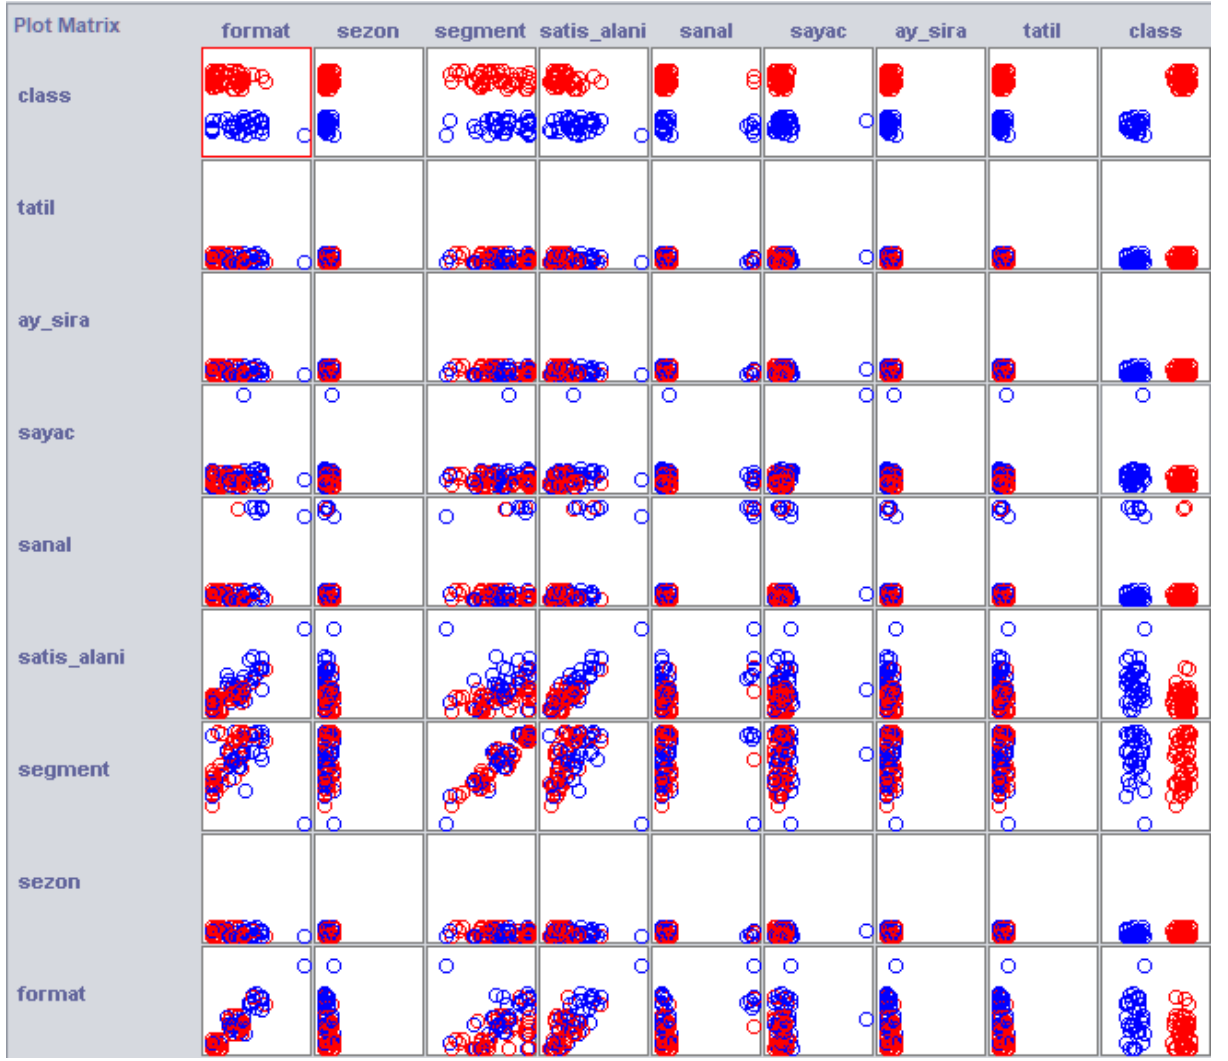 Plot Matrix
format sezon segment satis_alani sanal sayac ay_sira tatil class
class
tatil
ay_sira
sayac
sanal
satis_alani
segment
sezon
format